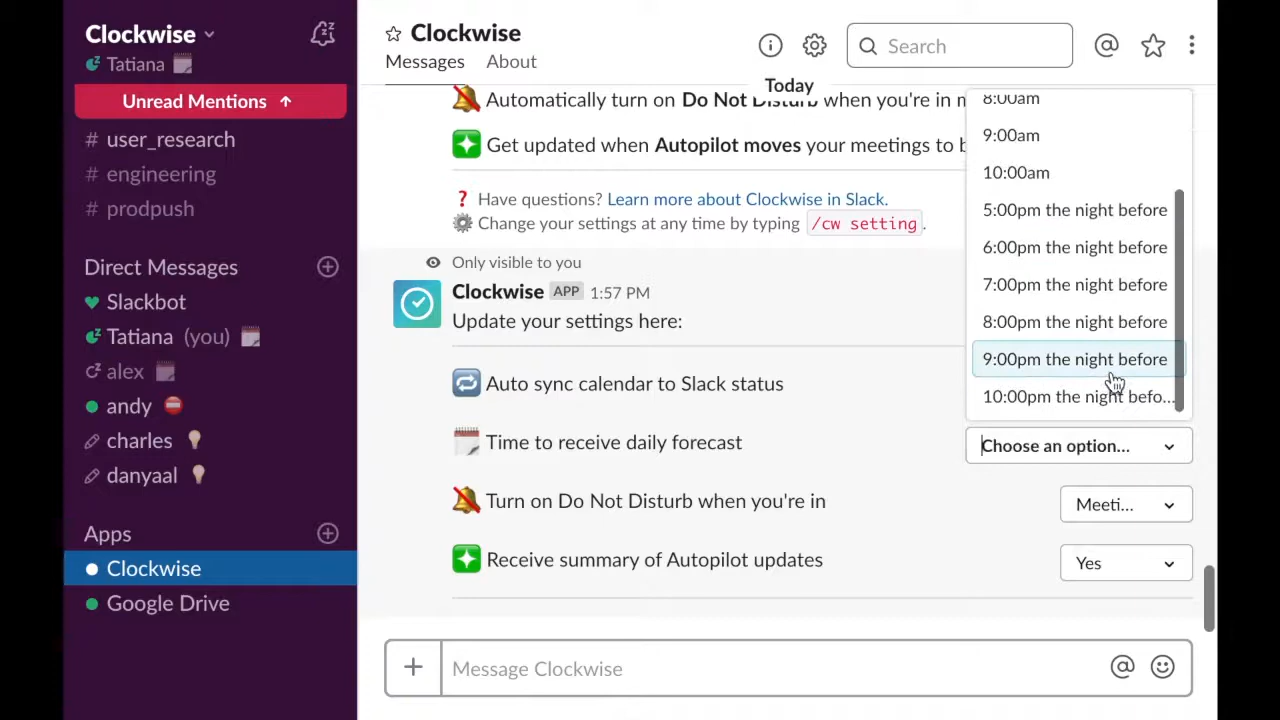 Clockwise
Tatiana
Unread Mentions ↑
# user_research
# engineering
# prodpush
Direct Messages
Slackbot
Tatiana (you)
alex
andy
charles
danyaal
Apps
Clockwise
Google Drive
Clockwise
Messages About
Search
Today
Automatically turn on Do Not Disturb when you're in
Get updated when Autopilot moves your meetings to
Have questions? Learn more about Clockwise in Slack.
Change your settings at any time by typing /cw setting.
Only visible to you
Clockwise APP 1:57 PM
Update your settings here:
Auto sync calendar to Slack status
Time to receive daily forecast
Turn on Do Not Disturb when you're in
Receive summary of Autopilot updates
8:00am
9:00am
10:00am
5:00pm the night before
6:00pm the night before
7:00pm the night before
8:00pm the night before
9:00pm the night before
10:00pm the night befo...
Choose an option...
Meeti...
Yes
Message Clockwise